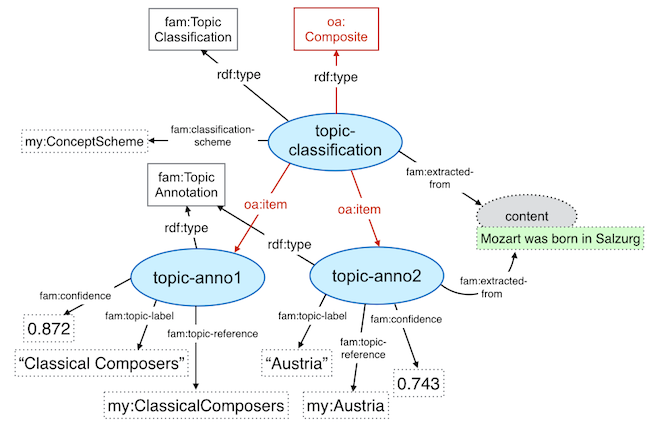 fam:Topic
Classification
oa:
Composite
rdf:type
rdf:type
topic-
classification
fam:classification-
scheme
my:ConceptScheme
fam:Topic
Annotation
fam:extracted-
from
oa:item
oa:item
content
Mozart was born in Salzurg
rdf:type
rdf:type
topic-anno1
topic-anno2
fam:extracted-
from
fam:confidence
fam:topic-label
fam:topic-reference
0.872
"Classical Composers"
my:ClassicalComposers
fam:topic-label
fam:confidence
fam:topic-
reference
"Austria"
0.743
my:Austria